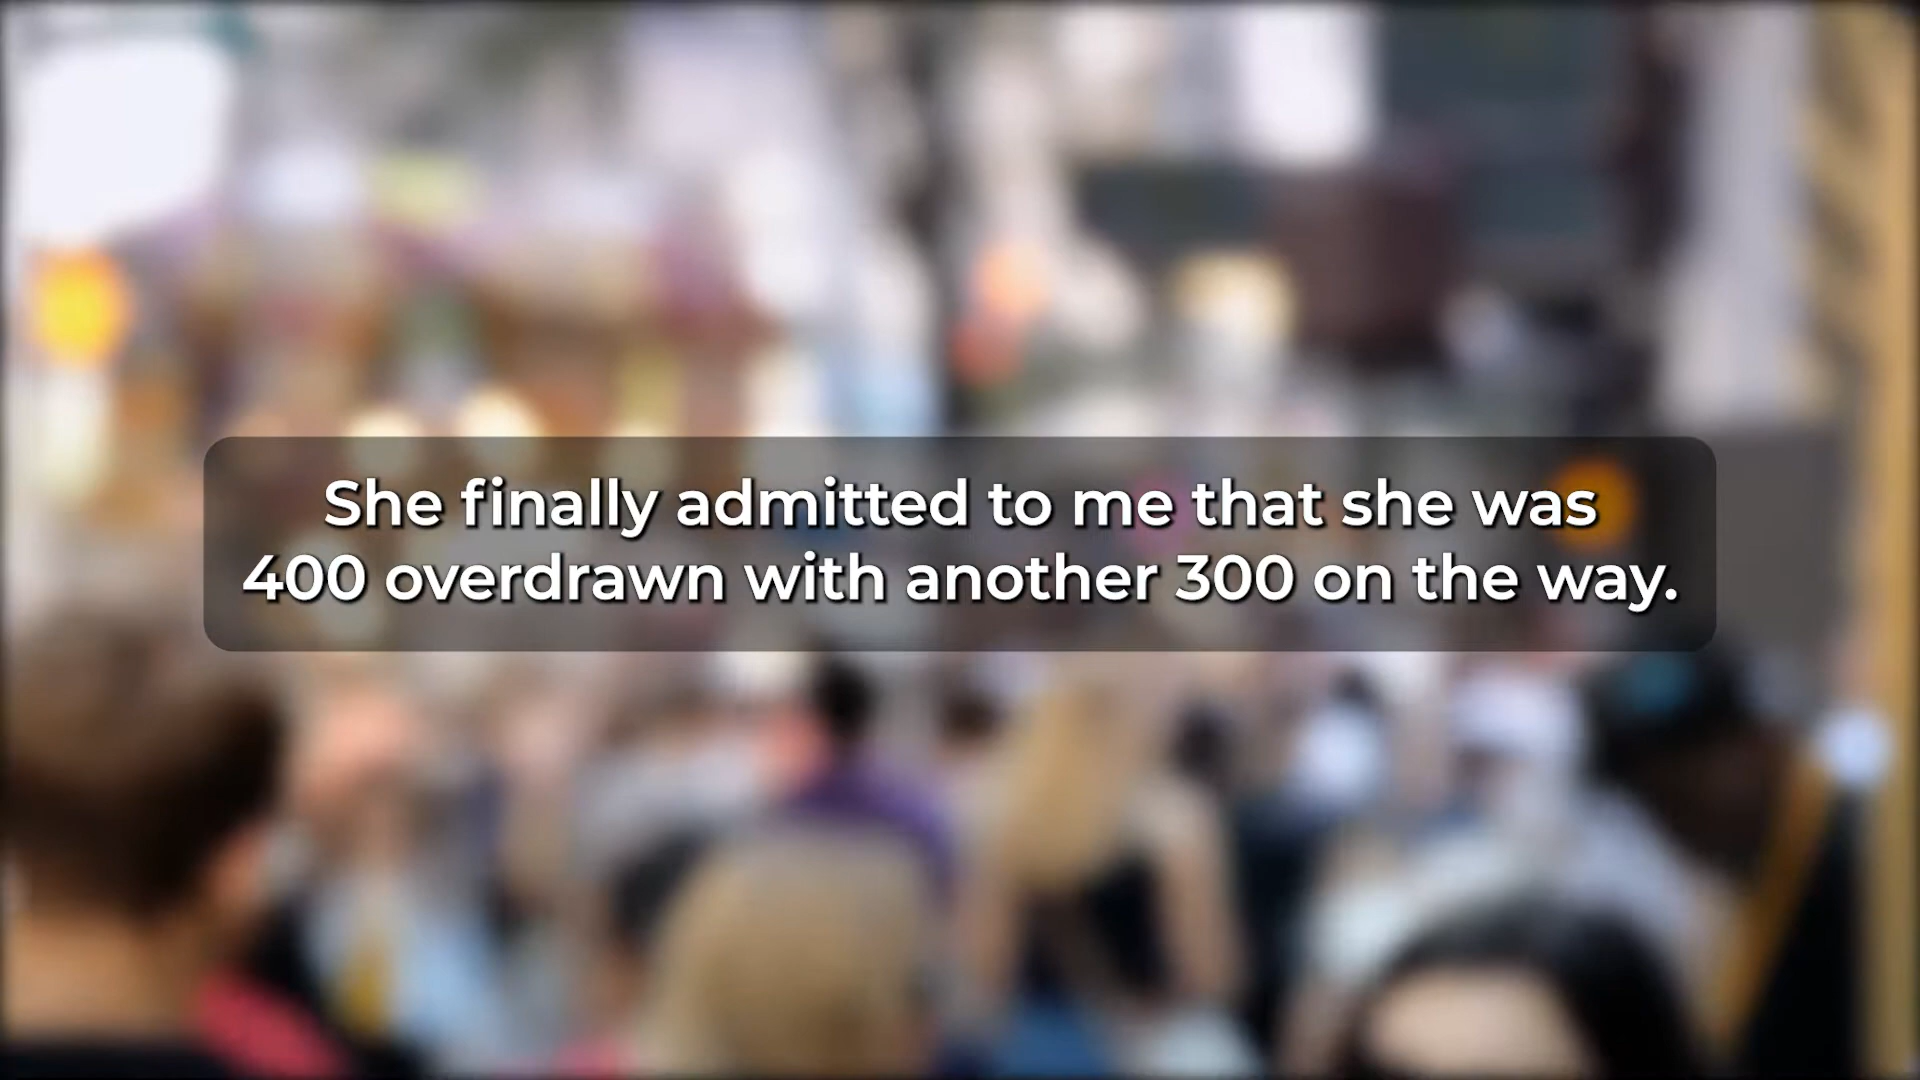 She finally admitted to me that she was
400 overdrawn with another 300 on the way.